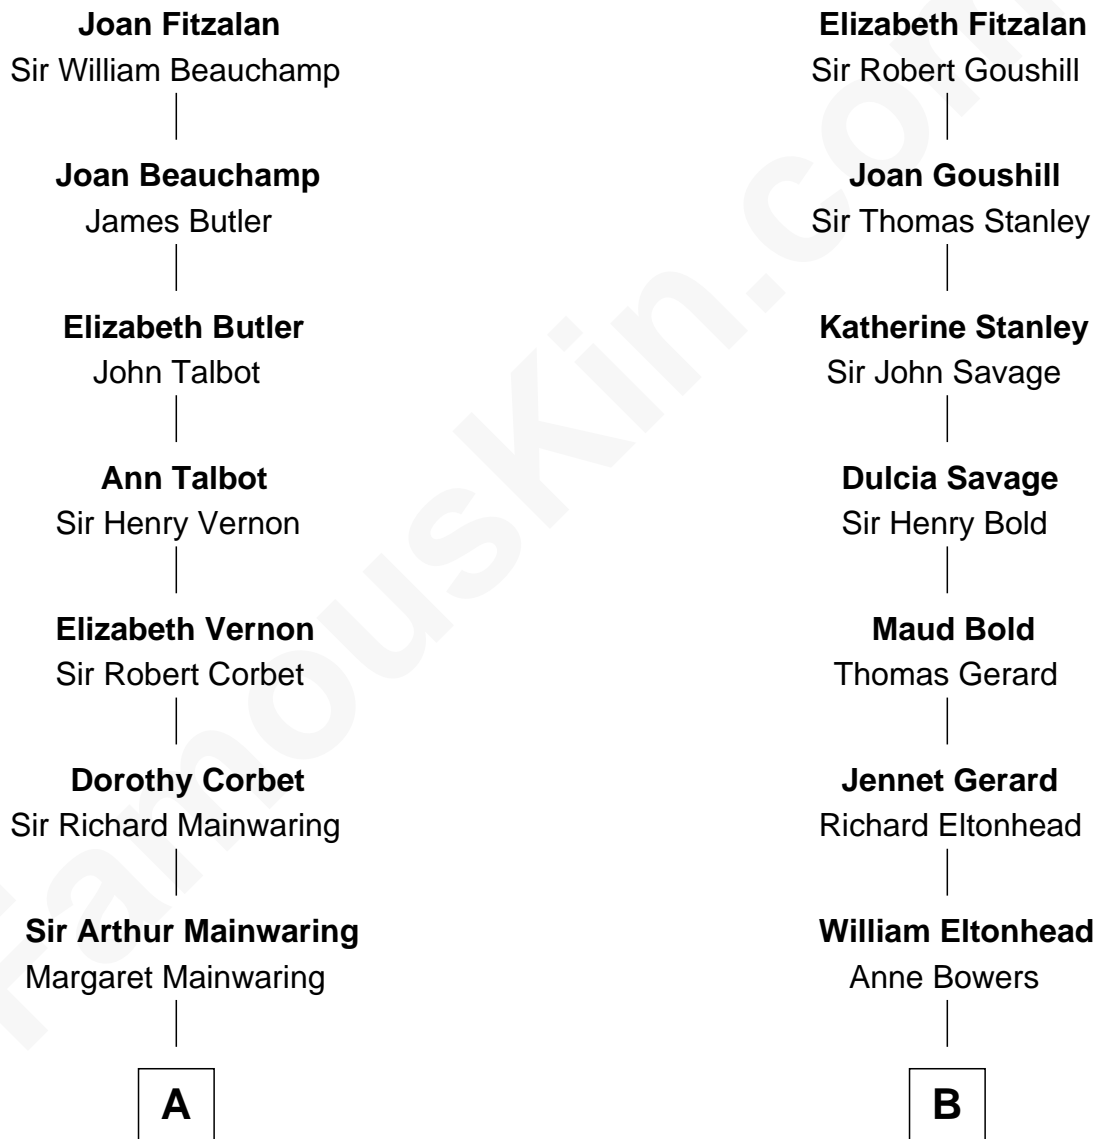 Joan Fitzalan
Sir William Beauchamp
Joan Beauchamp
James Butler
Elizabeth Butler
John Talbot
Ann Talbot
Sir Henry Vernon
Elizabeth Vernon
Sir Robert Corbet
Dorothy Corbet
Sir Richard Mainwaring
Sir Arthur Mainwaring
Margaret Mainwaring
A
Elizabeth Fitzalan
Sir Robert Goushill
Joan Goushill
Sir Thomas Stanley
Katherine Stanley
Sir John Savage
Dulcia Savage
Sir Henry Bold
Maud Bold
Thomas Gerard
Jennet Gerard
Richard Eltonhead
William Eltonhead
Anne Bowers
B
FamousKin.com